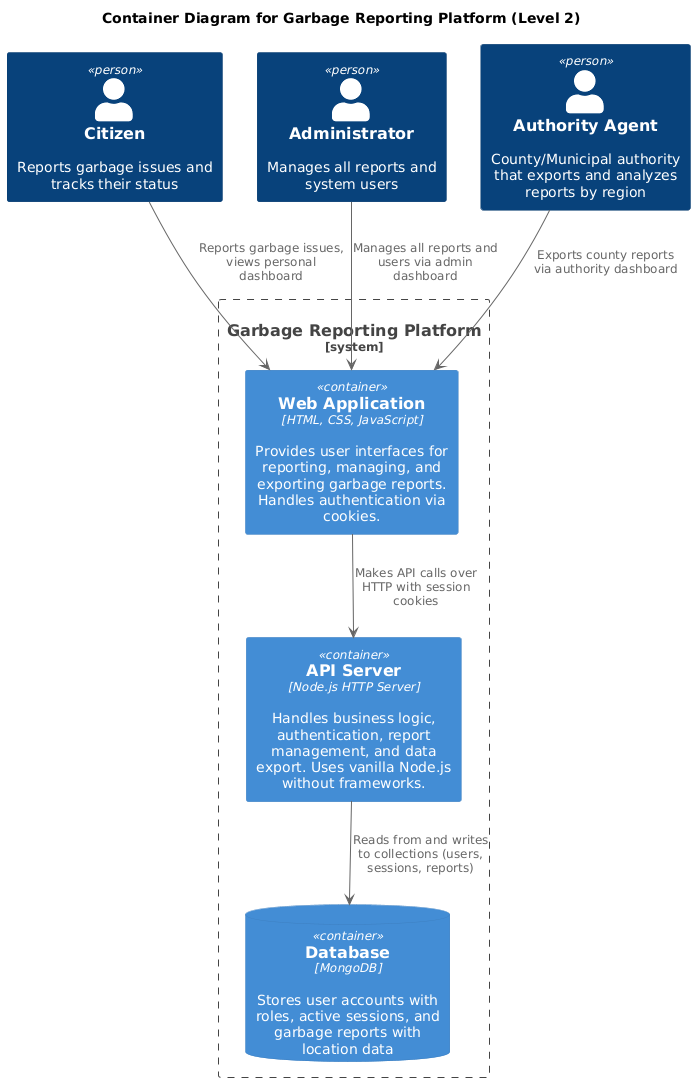 Container Diagram for Garbage Reporting Platform (Level 2)
«person»
Citizen
Reports garbage issues and
tracks their status
«person»
Administrator
Manages all reports and
system users
«person»
Authority Agent
County/Municipal authority
that exports and analyzes
reports by region
Reports garbage issues,
views personal
dashboard
Manages all reports and
users via admin
dashboard
Exports county reports
via authority dashboard
Garbage Reporting Platform
[system]
«container»
Web Application
[HTML, CSS, JavaScript]
Provides user interfaces for
reporting, managing, and
exporting garbage reports.
Handles authentication via
cookies.
Makes API calls over
HTTP with session
cookies
«container»
API Server
[Node.js HTTP Server]
Handles business logic,
authentication, report
management, and data
export. Uses vanilla Node.js
without frameworks.
Reads from and writes
to collections (users,
sessions, reports)
«container»
Database
[MongoDB]
Stores user accounts with
roles, active sessions, and
garbage reports with
location data